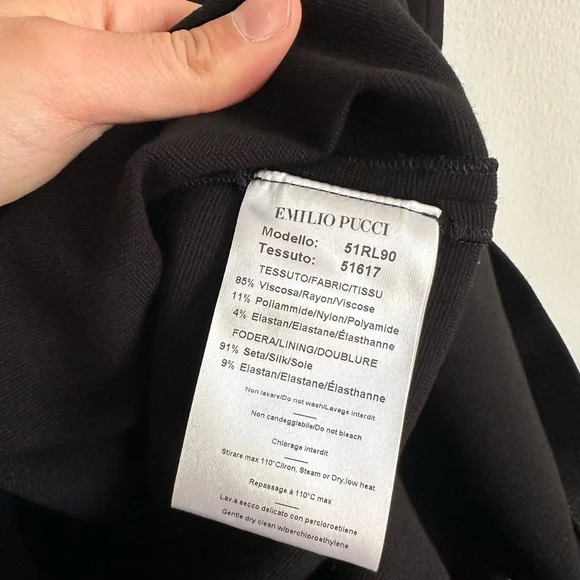 EMILIO PUCCI
Modello: 51RL90
Tessuto: 51617
TESSUTO/FABRIC/TISSU
85% Viscosa/Rayon/Viscose
11% Poliammide/Nylon/Polyamide
4% Elastan/Elastane/Élasthanne
FODERA/LINING/DOUBLURE
91% Seta/Silk/Soie
9% Elastan/Elastane/Élasthanne
Non lavare/Do not wash/Lavage interdit
Non candeggiabile/Do not bleach
Chlorage interdit
Stirare max 110°C/Iron, Steam or Dry, low heat
Repassage à 110°C max
Lav.a secco delicato con percloroetilene
Gentle dry clean w/perchloroethylene